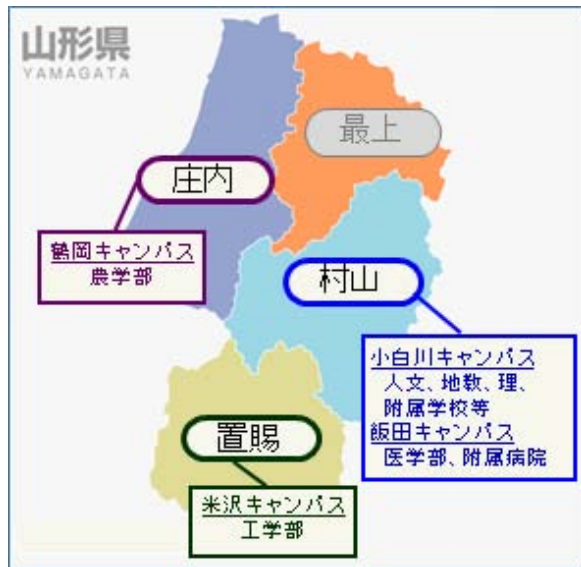 山形県
YAMAGATA
最上
庄内
鶴岡キャンパス
農学部
村山
小白川キャンパス
人文、地教、理、
附属学校等
飯田キャンパス
医学部、附属病院
置賜
米沢キャンパス
工学部